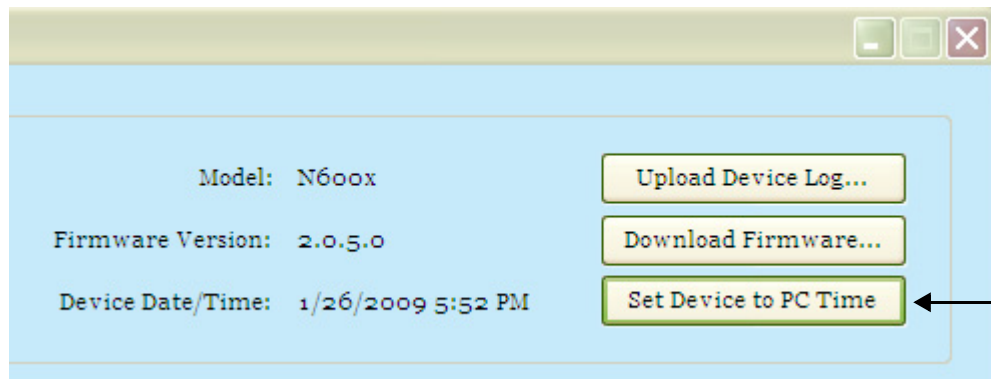 Model: N600x Upload Device Log...
Firmware Version: 2.0.5.0 Download Firmware...
Device Date/Time: 1/26/2009 5:52 PM Set Device to PC Time